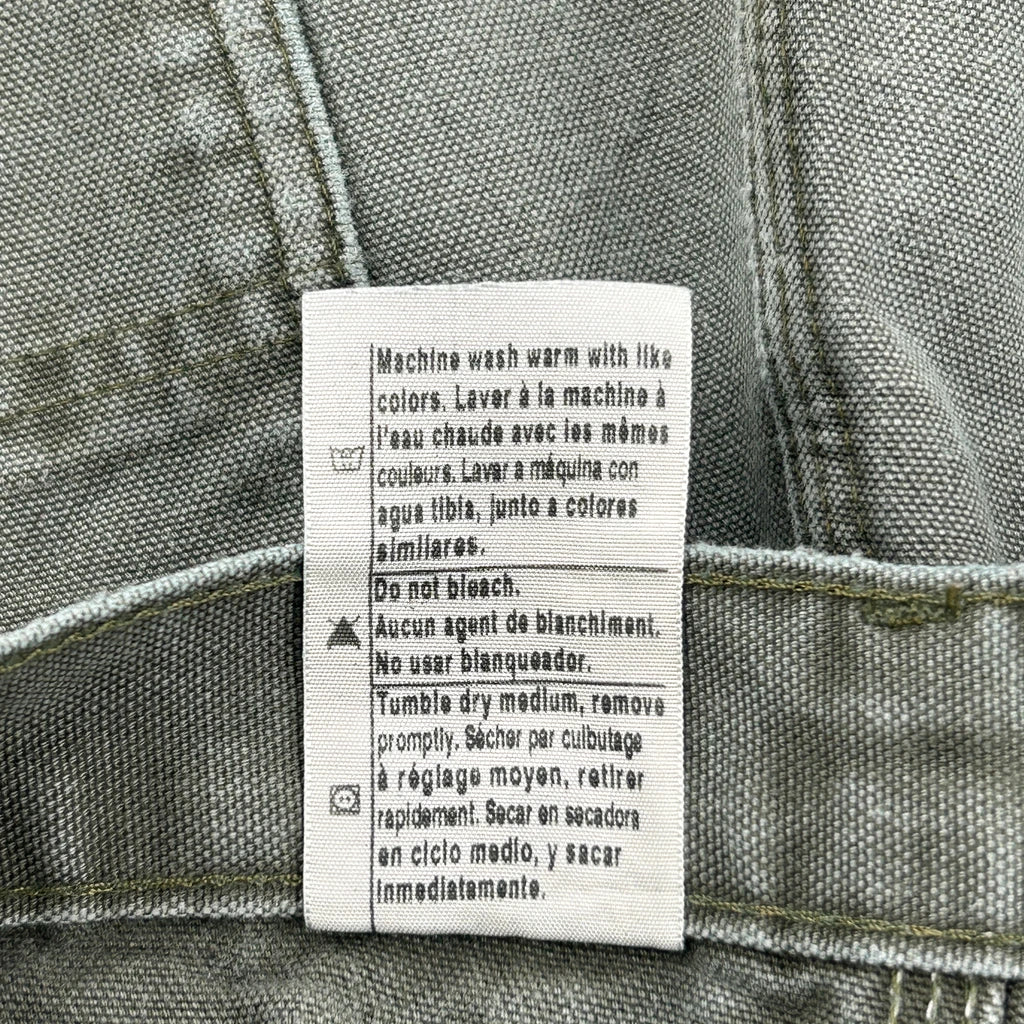 Machine wash warm with like
colors. Laver à la machine à
l'eau chaude avec les mêmes
couleurs. Lavar a máquina con
agua tibia, junto a colores
similares.
Do not bleach.
Aucun agent de blanchiment.
No usar blanqueador.
Tumble dry medium, remove
promptly. Sécher par culbutage
à réglage moyen, retirer
rapidement. Secar en secadora
en ciclo medio, y sacar
inmediatamente.